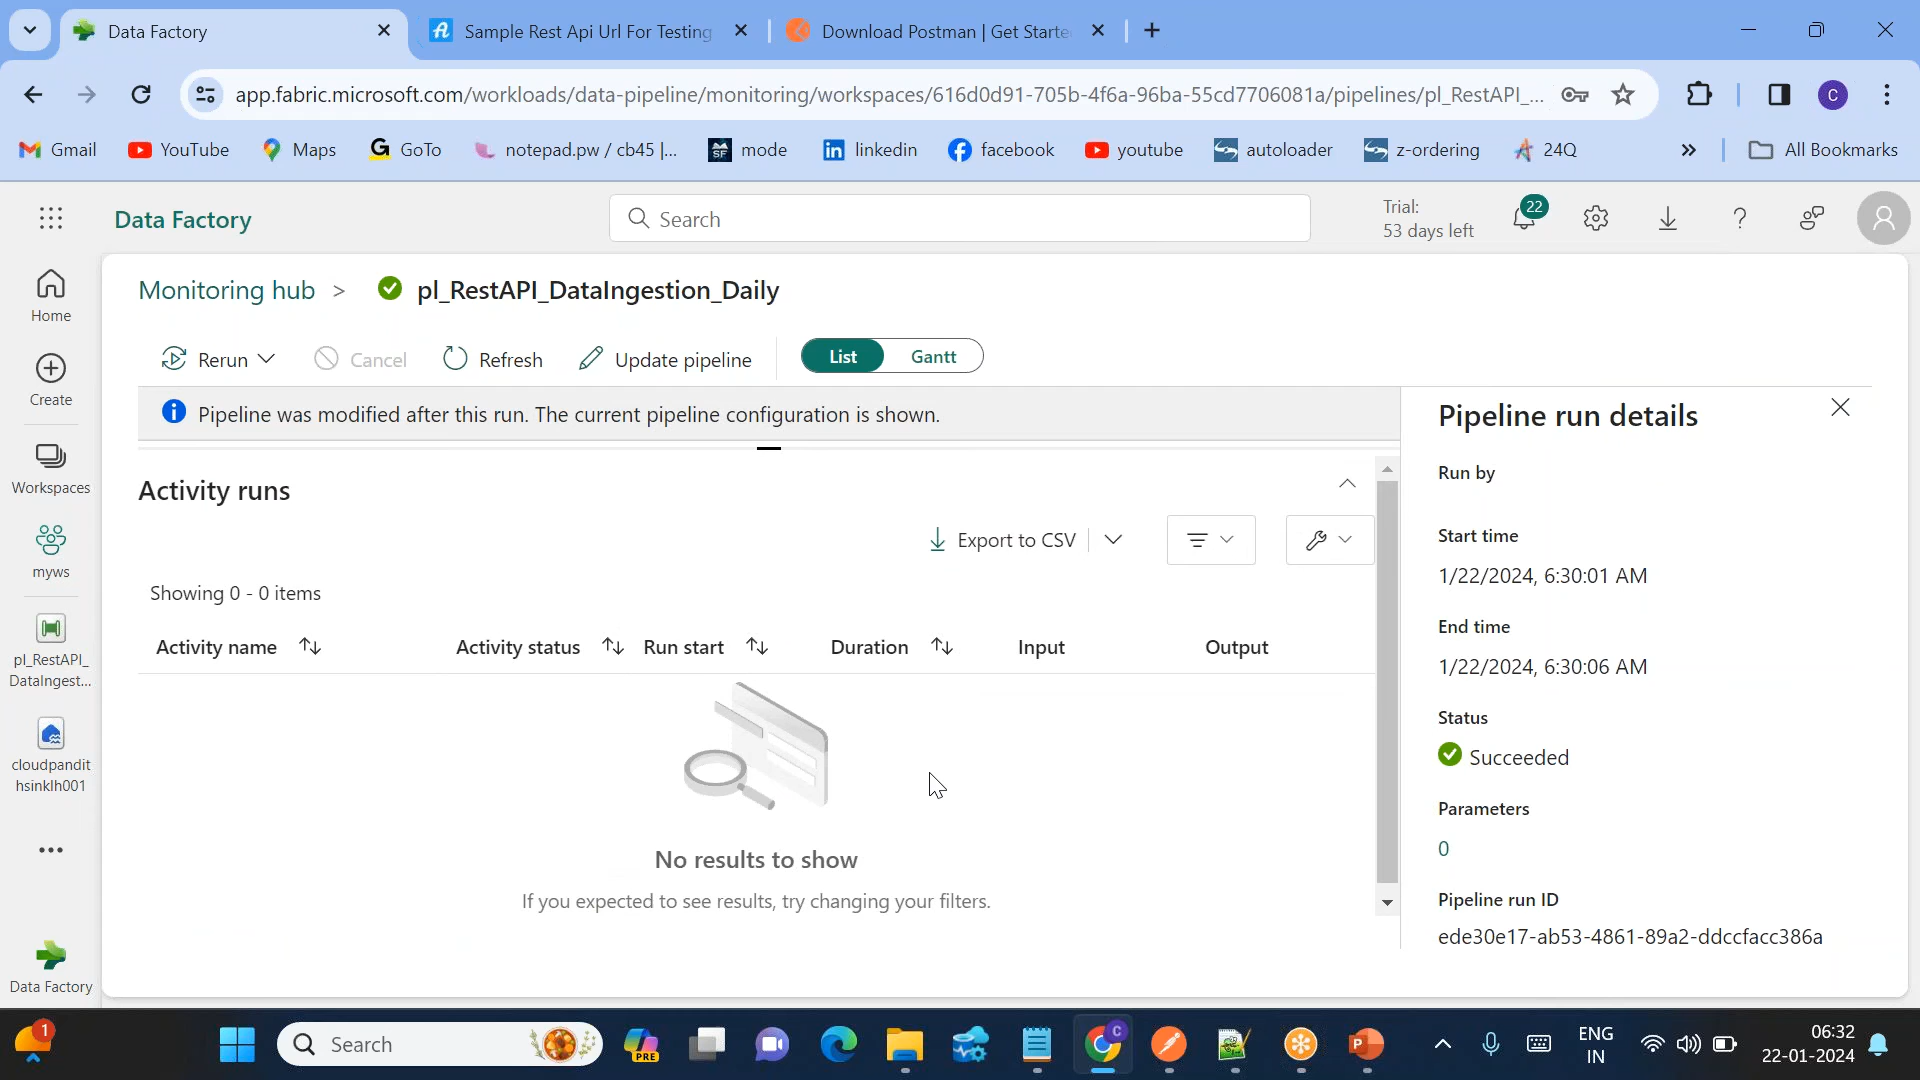 Data Factory
Sample Rest Api Url For Testing
Download Postman | Get Starte
app.fabric.microsoft.com/workloads/data-pipeline/monitoring/workspaces/616d0d91-705b-4f6a-96ba-55cd7706081a/pipelines/pl_RestAPI_...
C
Gmail
YouTube
Maps
GoTo
notepad.pw / cb45 |...
mode
linkedin
facebook
youtube
autoloader
z-ordering
24Q
All Bookmarks
Data Factory
Search
Trial:
53 days left
22
Home
Create
Workspaces
myws
pl_RestAPI_
DataIngest...
cloudpandit
hsinklh001
Data Factory
Monitoring hub > pl_RestAPI_DataIngestion_Daily
Rerun
Cancel
Refresh
Update pipeline
List
Gantt
Pipeline was modified after this run. The current pipeline configuration is shown.
Activity runs
Export to CSV
Showing 0 - 0 items
Activity name
Activity status
Run start
Duration
Input
Output
No results to show
If you expected to see results, try changing your filters.
Pipeline run details
Run by
Start time
1/22/2024, 6:30:01 AM
End time
1/22/2024, 6:30:06 AM
Status
Succeeded
Parameters
0
Pipeline run ID
ede30e17-ab53-4861-89a2-ddccfacc386a
1
Search
PRE
C
P
ENG
IN
06:32
22-01-2024